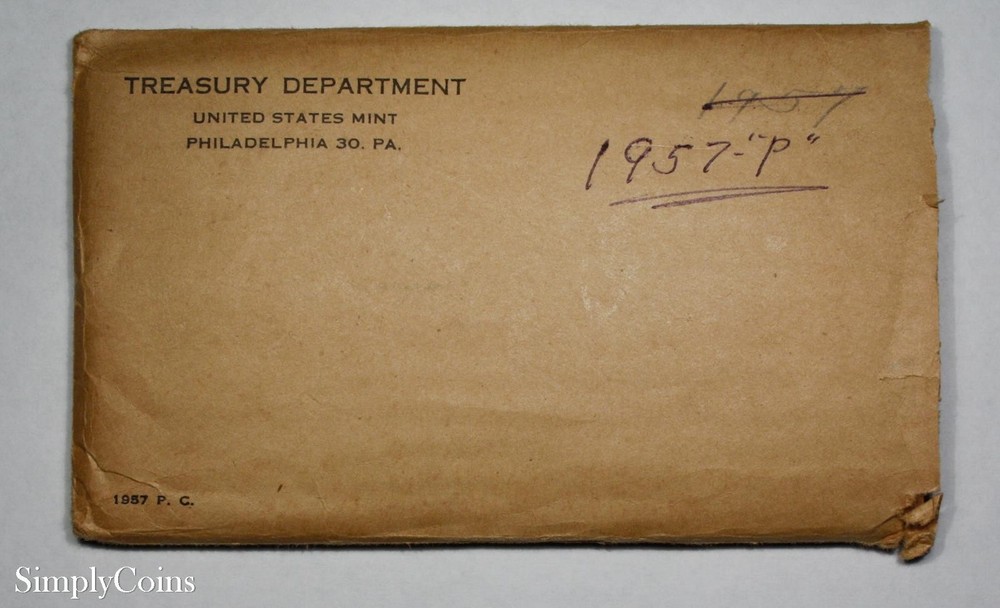 TREASURY DEPARTMENT
UNITED STATES MINT
PHILADELPHIA 30. PA.
1957
1957-"P"
1957 P. C.
SimplyCoins